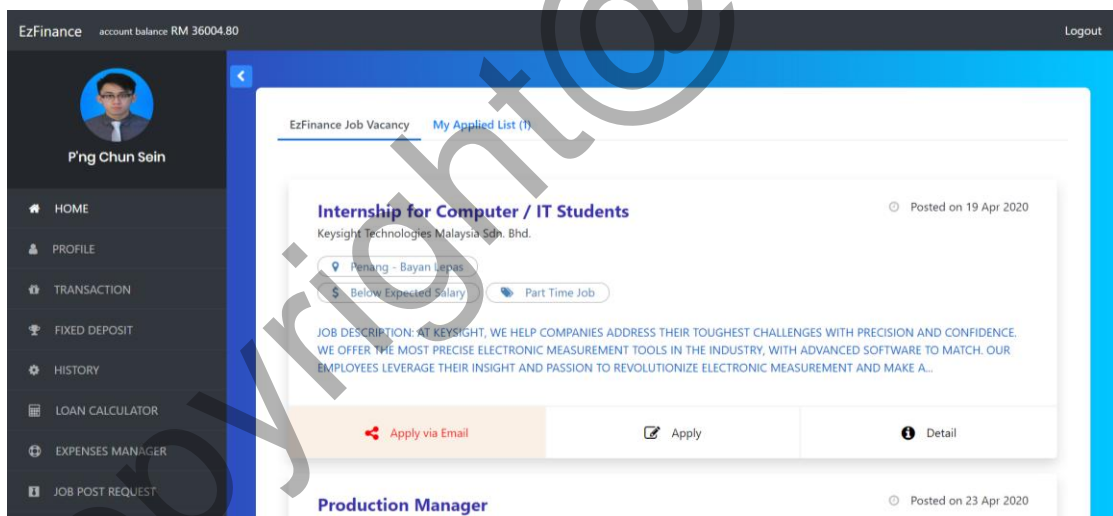 EzFinance account balance RM 36004.80 Logout
P'ng Chun Sein
HOME
PROFILE
TRANSACTION
FIXED DEPOSIT
HISTORY
LOAN CALCULATOR
EXPENSES MANAGER
JOB POST REQUEST
EzFinance Job Vacancy My Applied List (1)
Internship for Computer / IT Students
Posted on 19 Apr 2020
Keysight Technologies Malaysia Sdn. Bhd.
Penang - Bayan Lepas
Below Expected Salary Part Time Job
JOB DESCRIPTION: AT KEYSIGHT, WE HELP COMPANIES ADDRESS THEIR TOUGHEST CHALLENGES WITH PRECISION AND CONFIDENCE.
WE OFFER THE MOST PRECISE ELECTRONIC MEASUREMENT TOOLS IN THE INDUSTRY, WITH ADVANCED SOFTWARE TO MATCH. OUR
EMPLOYEES LEVERAGE THEIR INSIGHT AND PASSION TO REVOLUTIONIZE ELECTRONIC MEASUREMENT AND MAKE A...
Apply via Email Apply Detail
Production Manager
Posted on 23 Apr 2020
opyright@